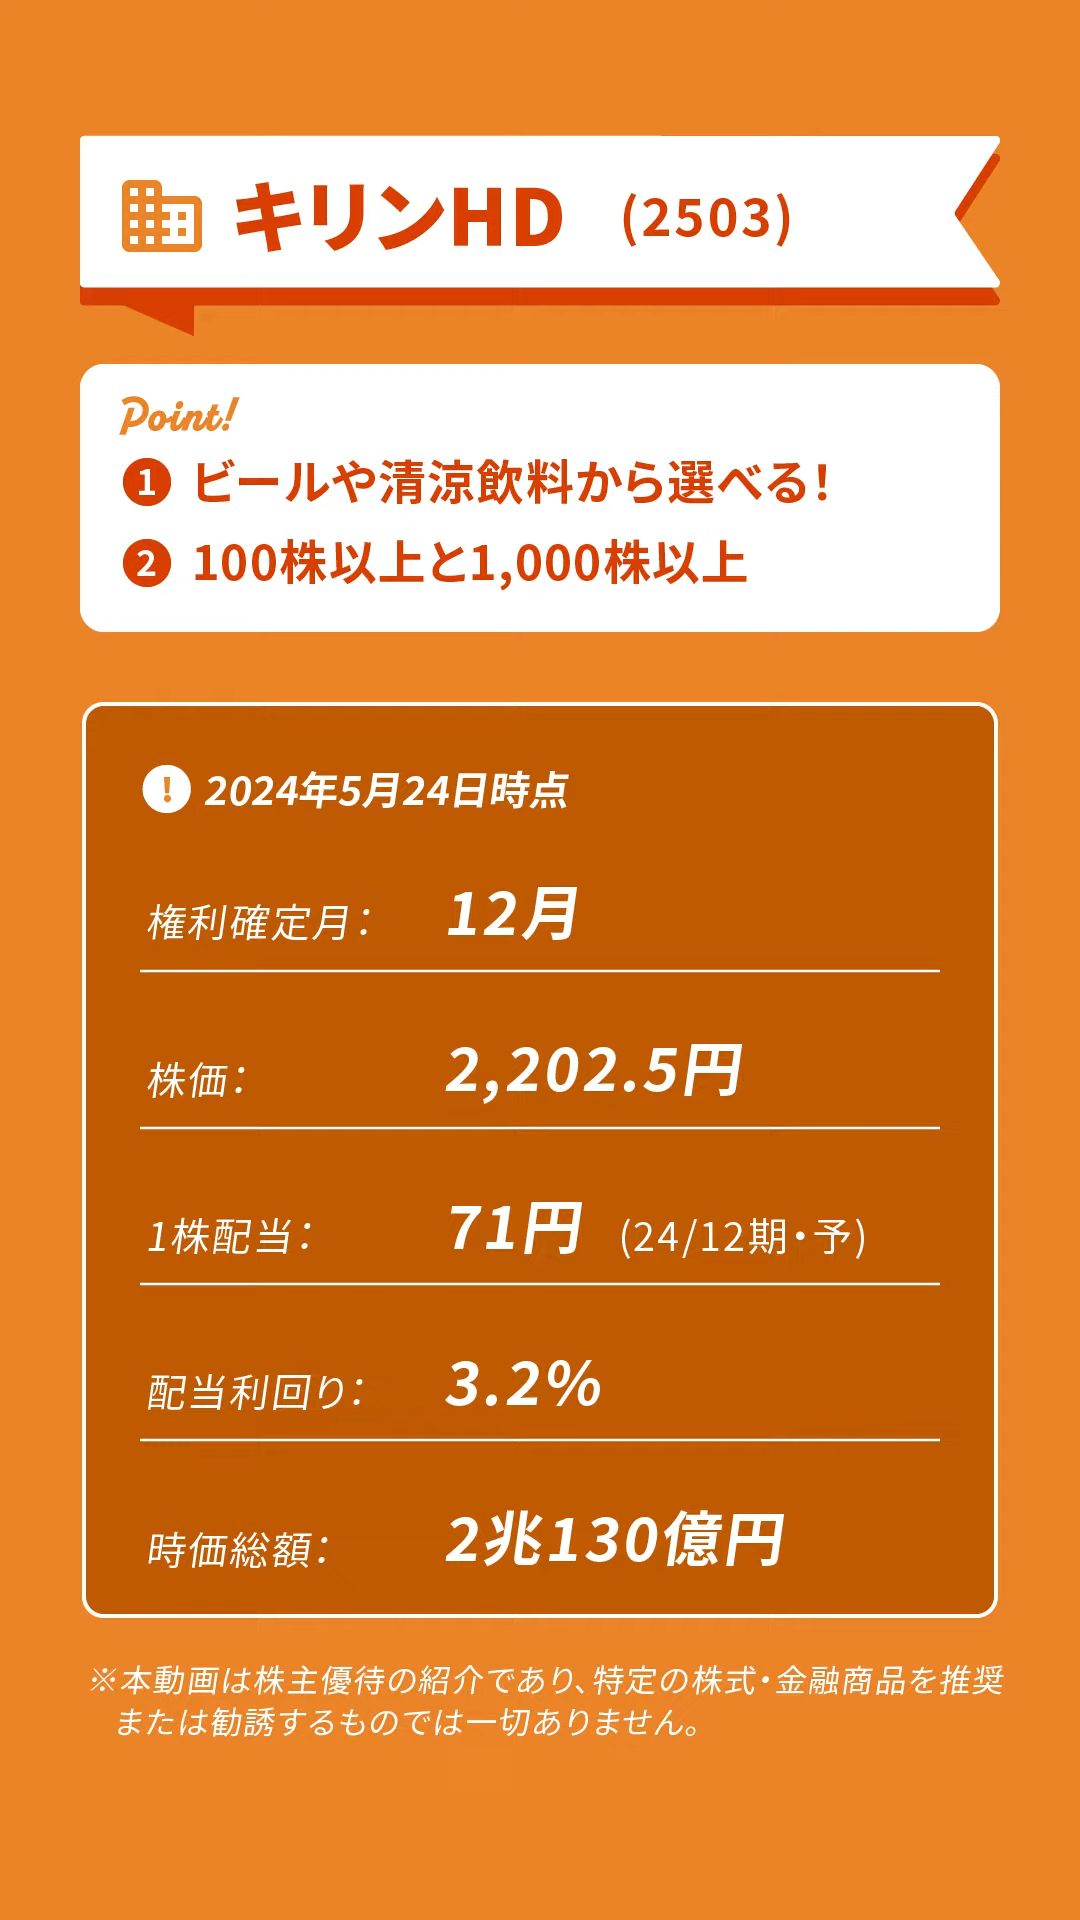 キリンHD (2503)
Point!
1 ビールや清涼飲料から選べる！
2 100株以上と1,000株以上
! 2024年5月24日時点
権利確定月： 12月
株価： 2,202.5円
1株配当： 71円 (24/12期・予)
配当利回り： 3.2%
時価総額： 2兆130億円
※本動画は株主優待の紹介であり、特定の株式・金融商品を推奨
または勧誘するものでは一切ありません。